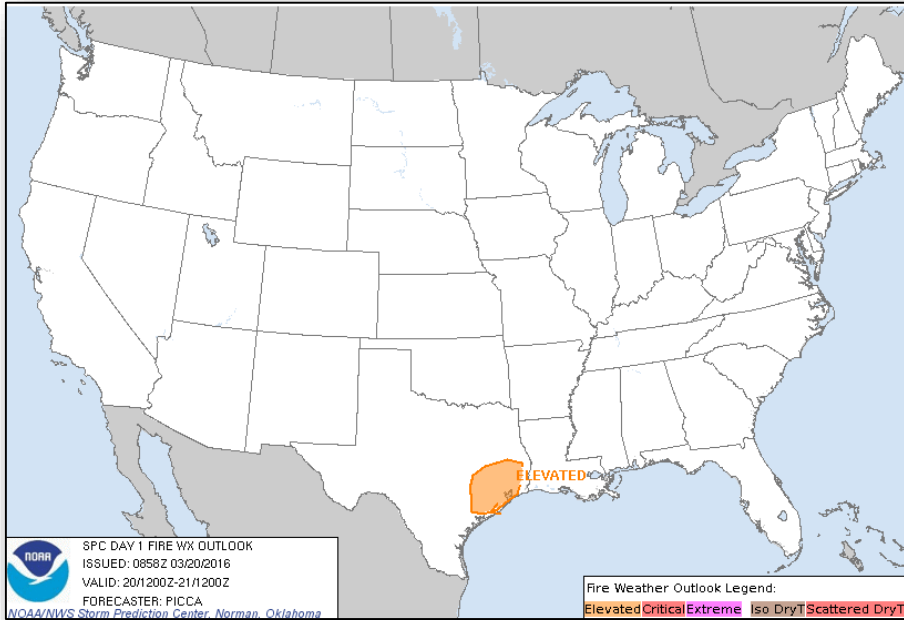 ELEVATED
NOAA
SPC DAY 1 FIRE WX OUTLOOK
ISSUED: 0858Z 03/20/2016
VALID: 20/1200Z-21/1200Z
FORECASTER: PICCA
NOAA/NWS Storm Prediction Center, Norman, Oklahoma
Fire Weather Outlook Legend:
Elevated Critical Extreme Iso DryT Scattered DryT